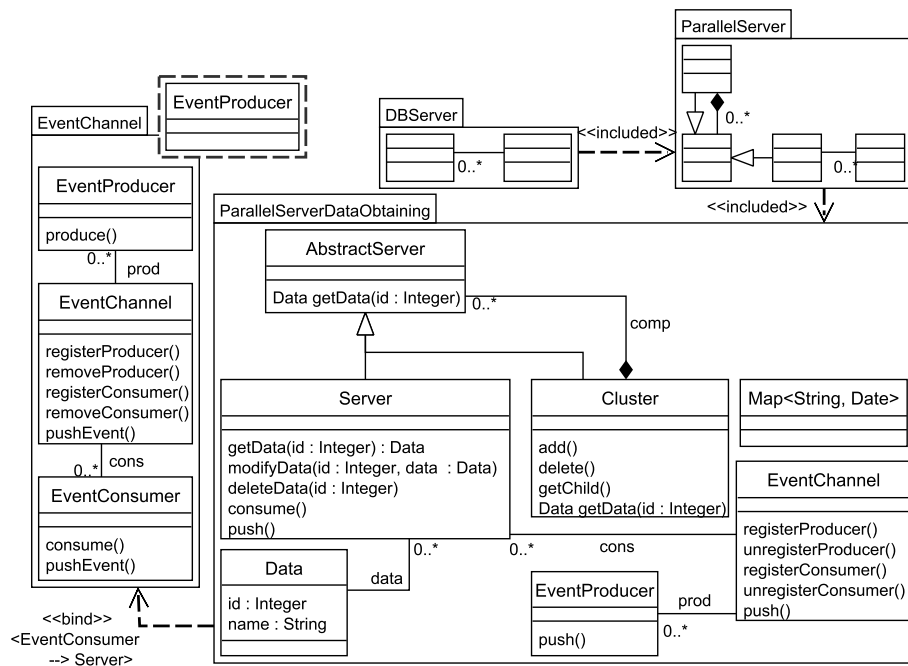 ParallelServer
0..*
0..*
<<included>>
DBServer
0..*
<<included>>
EventProducer
EventChannel
EventProducer
produce()
0..*
prod
EventChannel
registerProducer()
removeProducer()
registerConsumer()
removeConsumer()
pushEvent()
cons
0..*
EventConsumer
consume()
pushEvent()
<<bind>>
<EventConsumer
--> Server>
ParallelServerDataObtaining
AbstractServer
Data getData(id : Integer)
0..*
comp
Server
getData(id : Integer) : Data
modifyData(id : Integer, data : Data)
deleteData(id : Integer)
consume()
push()
Cluster
add()
delete()
getChild()
Data getData(id : Integer)
Map<String, Date>
EventChannel
registerProducer()
unregisterProducer()
registerConsumer()
unregisterConsumer()
push()
0..*
0..*
cons
Data
id : Integer
name : String
data
EventProducer
push()
prod
0..*